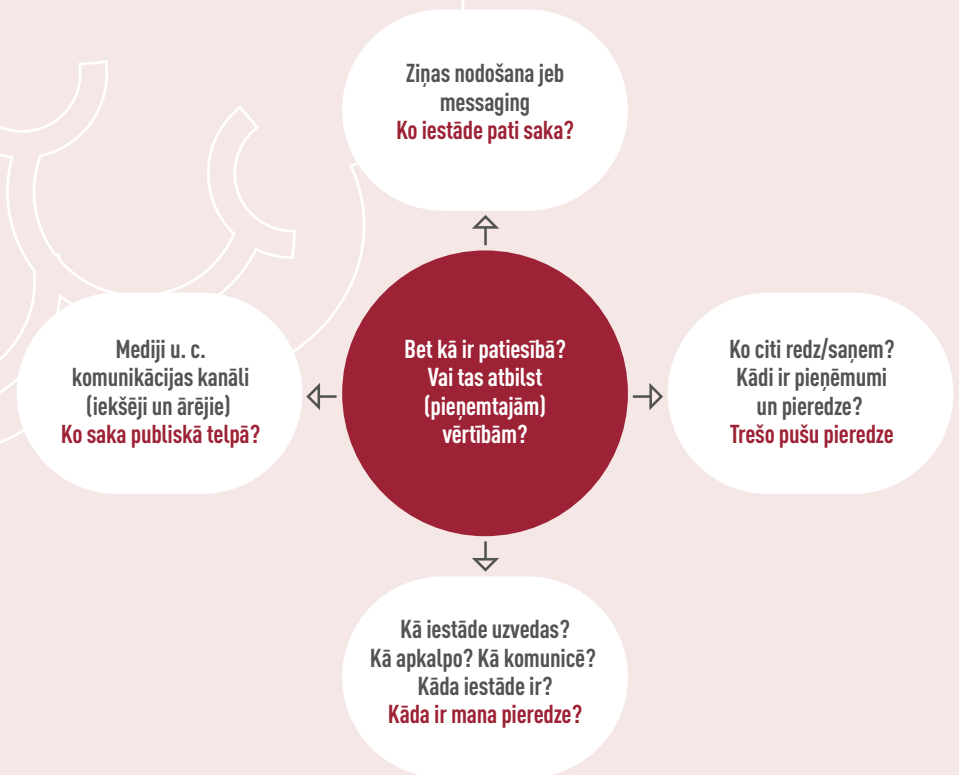 Ziņas nodošana jeb
messaging
Ko iestāde pati saka?
Mediji u. c.
komunikācijas kanāli
(iekšēji un ārējie)
Ko saka publiskā telpā?
Bet kā ir patiesībā?
Vai tas atbilst
(pieņemtajām)
vērtībām?
Ko citi redz/saņem?
Kādi ir pieņēmumi
un pieredze?
Trešo pušu pieredze
Kā iestāde uzvedas?
Kā apkalpo? Kā komunicē?
Kāda iestāde ir?
Kāda ir mana pieredze?